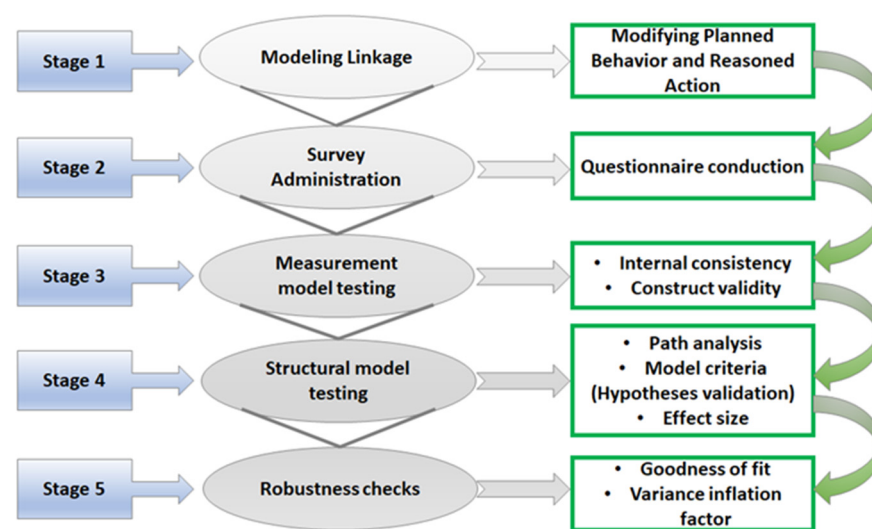 Stage 1
Modeling Linkage
Modifying Planned
Behavior and Reasoned
Action
Stage 2
Survey
Administration
Questionnaire conduction
Stage 3
Measurement
model testing
• Internal consistency
• Construct validity
Stage 4
Structural model
testing
• Path analysis
• Model criteria
(Hypotheses validation)
• Effect size
Stage 5
Robustness checks
• Goodness of fit
• Variance inflation
factor